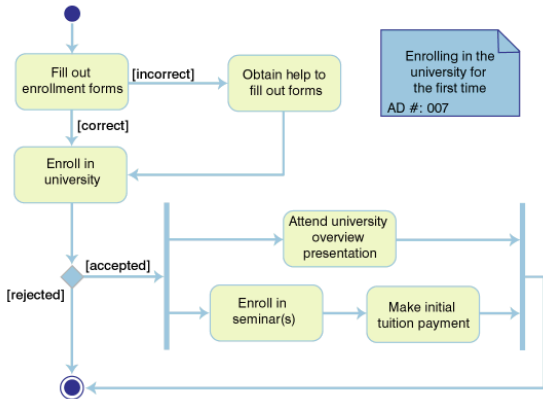 Fill out
enrollment forms
[incorrect]
Obtain help to
fill out forms
Enrolling in the
university for
the first time
AD #: 007
[correct]
Enroll in
university
Attend university
overview
presentation
[accepted]
[rejected]
Enroll in
seminar(s)
Make initial
tuition payment